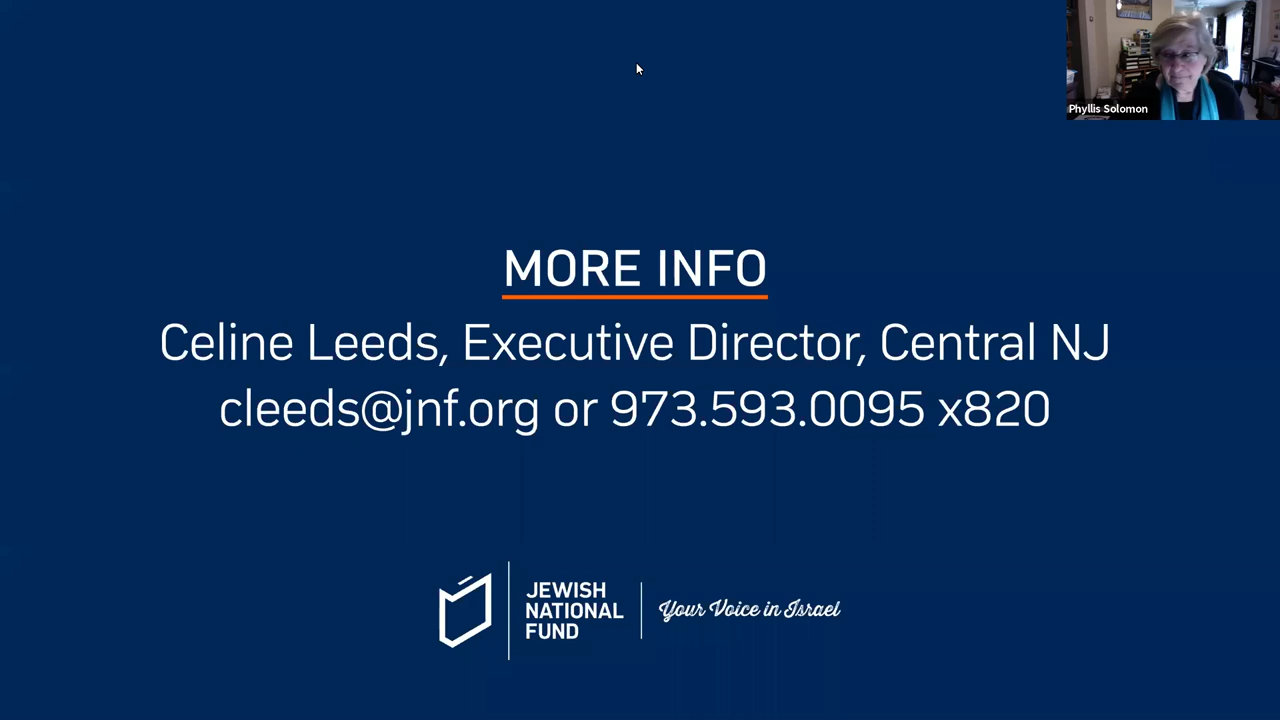 Phyllis Solomon
MORE INFO
Celine Leeds, Executive Director, Central NJ
cleeds@jnf.org or 973.593.0095 x820
JEWISH
NATIONAL
FUND
Your Voice in Israel